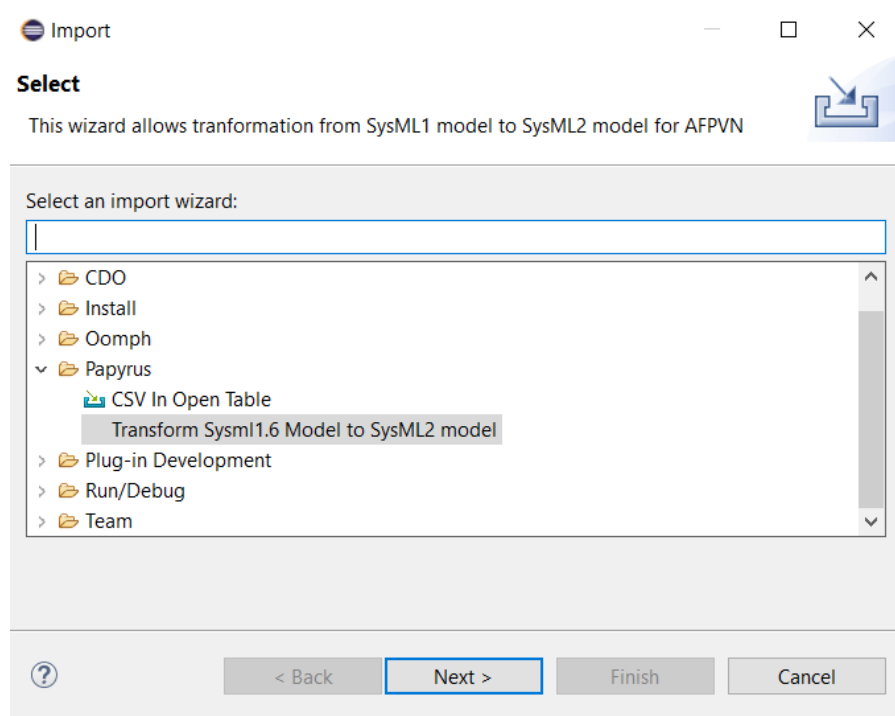 Import
Select
This wizard allows tranformation from SysML1 model to SysML2 model for AFPVN
Select an import wizard:
CDO
Install
Oomph
Papyrus
CSV In Open Table
Transform Sysml1.6 Model to SysML2 model
Plug-in Development
Run/Debug
Team
?
< Back
Next >
Finish
Cancel